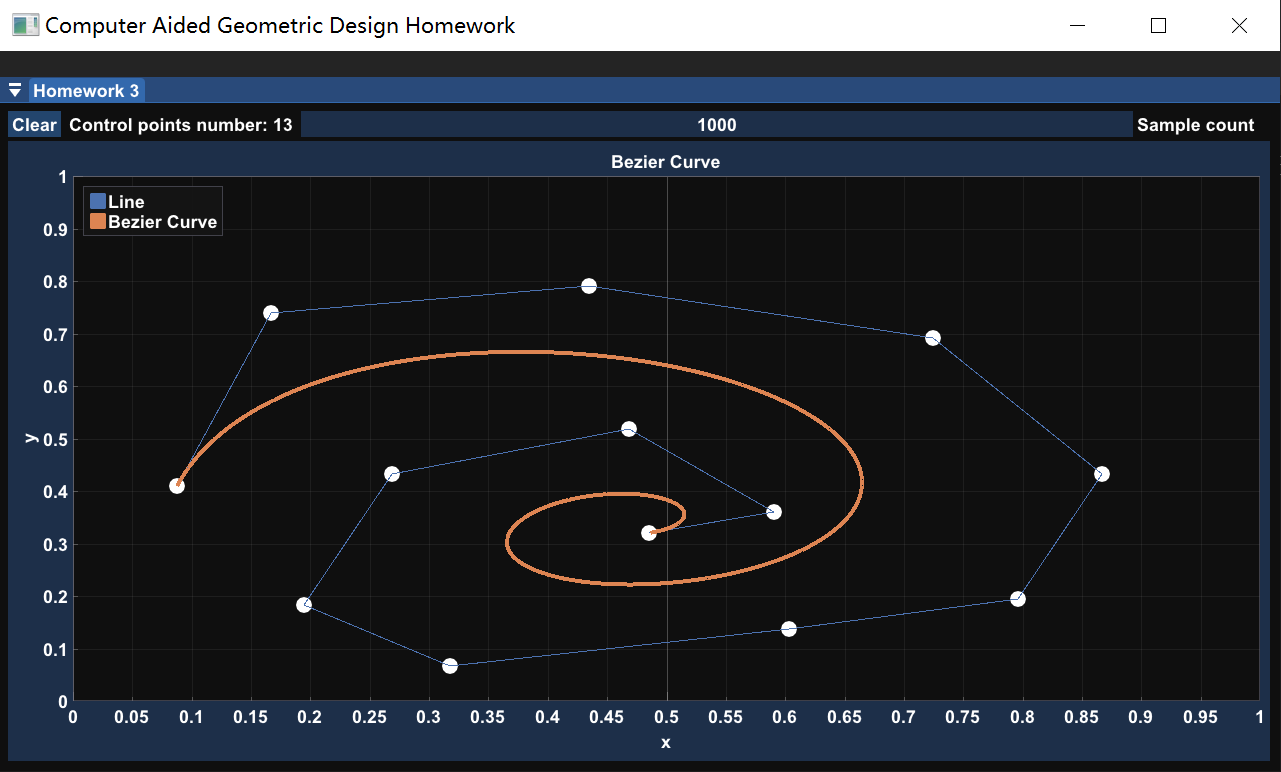 Computer Aided Geometric Design Homework
Homework 3
Clear Control points number: 13 1000 Sample count
Bezier Curve
Line
Bezier Curve
1
0.9
0.8
0.7
0.6
0.5
0.4
0.3
0.2
0.1
0
y
0 0.05 0.1 0.15 0.2 0.25 0.3 0.35 0.4 0.45 0.5 0.55 0.6 0.65 0.7 0.75 0.8 0.85 0.9 0.95 1
x